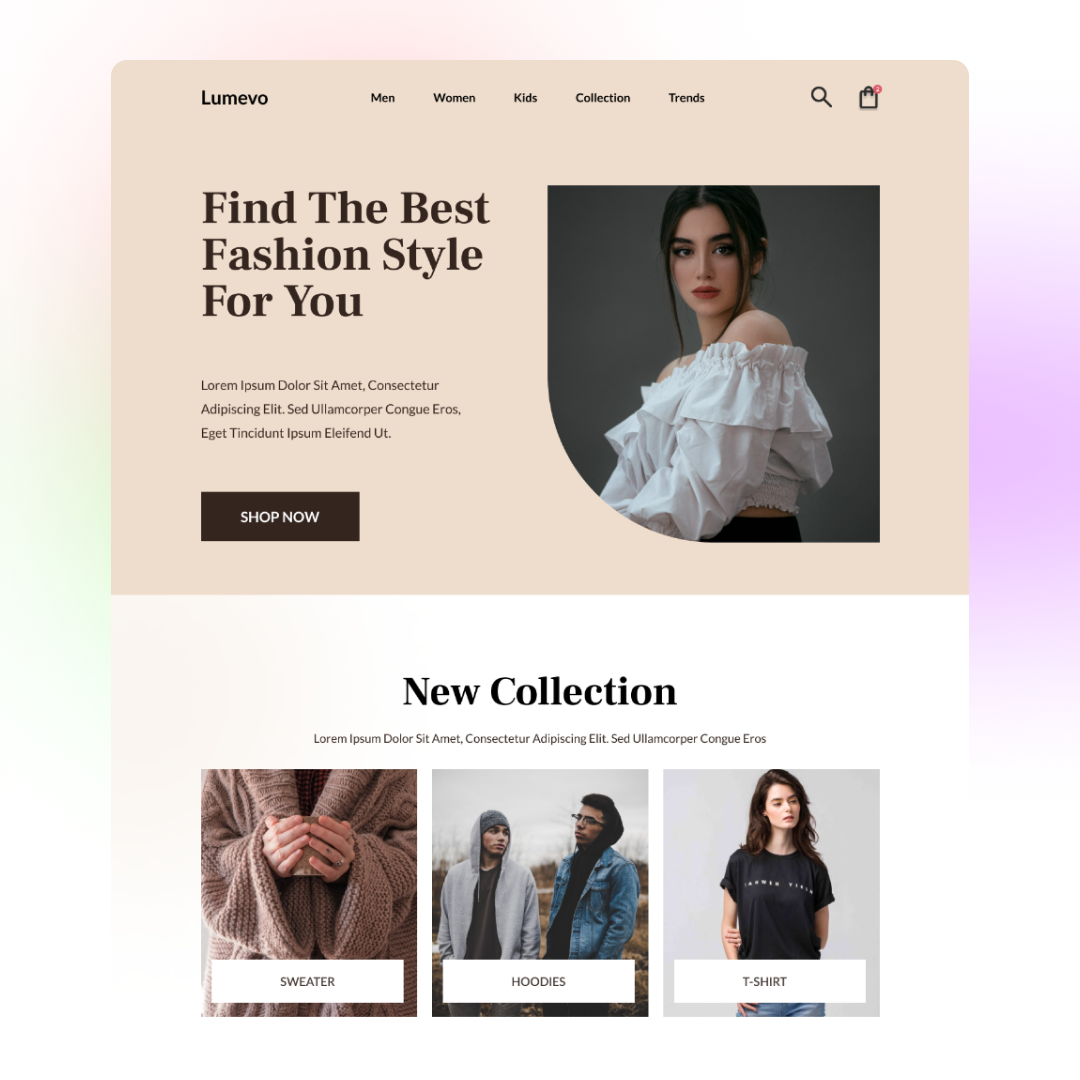 Lumevo
Men Women Kids Collection Trends
Find The Best
Fashion Style
For You
Lorem Ipsum Dolor Sit Amet, Consectetur
Adipiscing Elit. Sed Ullamcorper Congue Eros,
Eget Tincidunt Ipsum Eleifend Ut.
SHOP NOW
New Collection
Lorem Ipsum Dolor Sit Amet, Consectetur Adipiscing Elit. Sed Ullamcorper Congue Eros
SWEATER
HOODIES
T-SHIRT